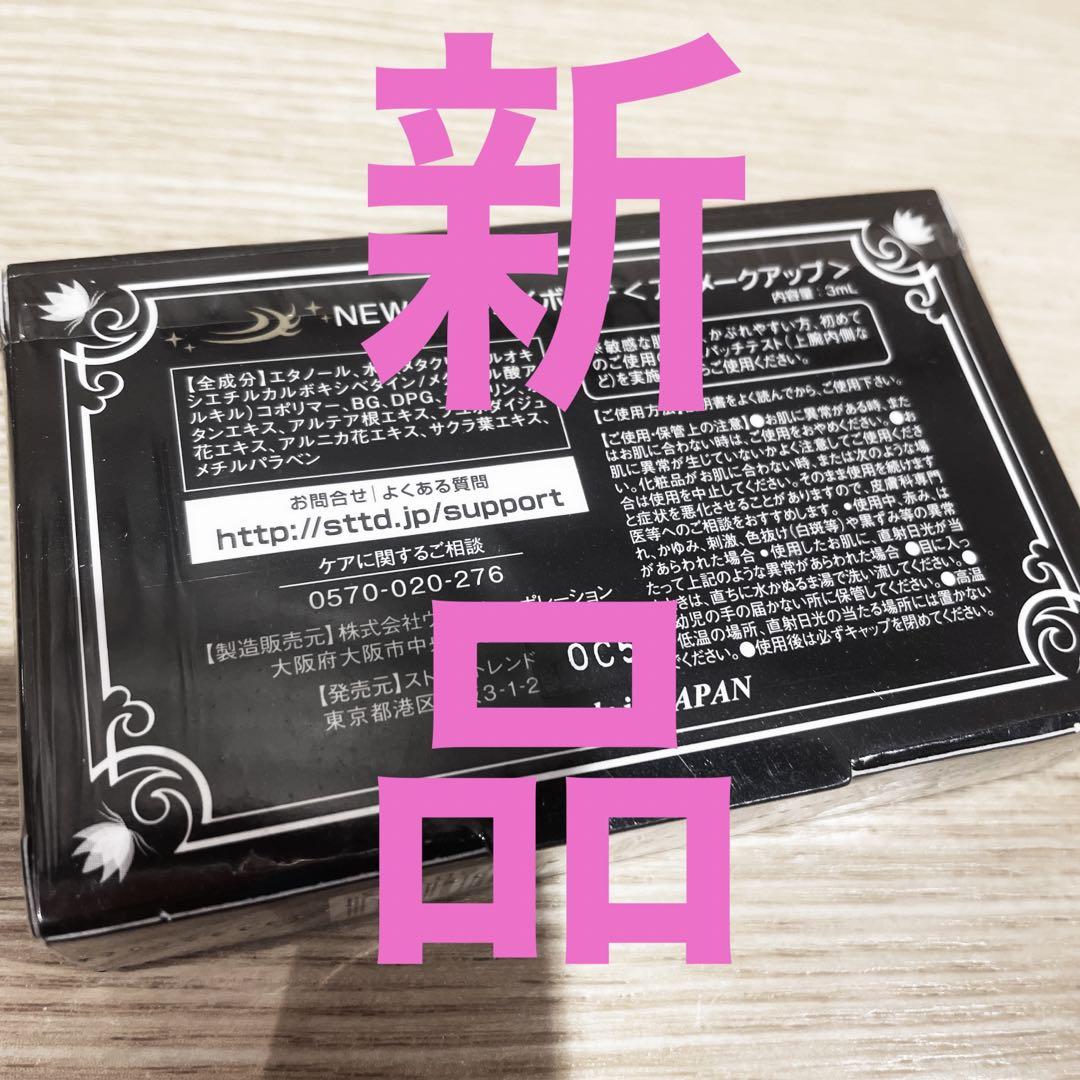 新品
NEW
アップ>
内容量:3mL
【全成分】エタノール、水
シエチルカルボキシベタイン/メタ
ルキル)コポリマー、BG、DPG、
タンエキス、アルテア根エキス、
花エキス、アルニカ花エキス、サクラ葉エキス、
メチルパラベン
お問合せ|よくある質問
http://sttd.jp/support
ケアに関するご相談
0570-020-276
【製造販売元】株式会社
大阪府大阪市中央
ポレーション
【発売元】スト
トレンド
東京都港区
3-1-2
0C5
APAN
かぶれやすい方、初めて
のご使用の
パッチテスト(上腕内側な
ど)を実施
ご使用ください。
【ご使用方法】
明書をよく読んでから、ご使用下さい。
【ご使用・保管上の注意】●お肌に異常がある時、また
はお肌に合わない時は、ご使用をおやめください。●お
肌に異常が生じていないかよく注意してご使用くださ
い。化粧品がお肌に合わない時、または次のような場
合は使用を中止してください。そのまま使用を続けます
と症状を悪化させることがありますので、皮膚科専門
医等へのご相談をおすすめします。•使用中、赤み、は
れ、かゆみ、刺激、色抜け(白斑等)や黒ずみ等の異常
があらわれた場合•使用したお肌に、直射日光が当
たって上記のような異常があらわれた場合●目に入っ
きは、直ちに水かぬるま湯で洗い流してください。●
幼児の手の届かない所に保管してください。●高温
低温の場所、直射日光の当たる場所には置かない
でください。●使用後は必ずキャップを閉めてください。